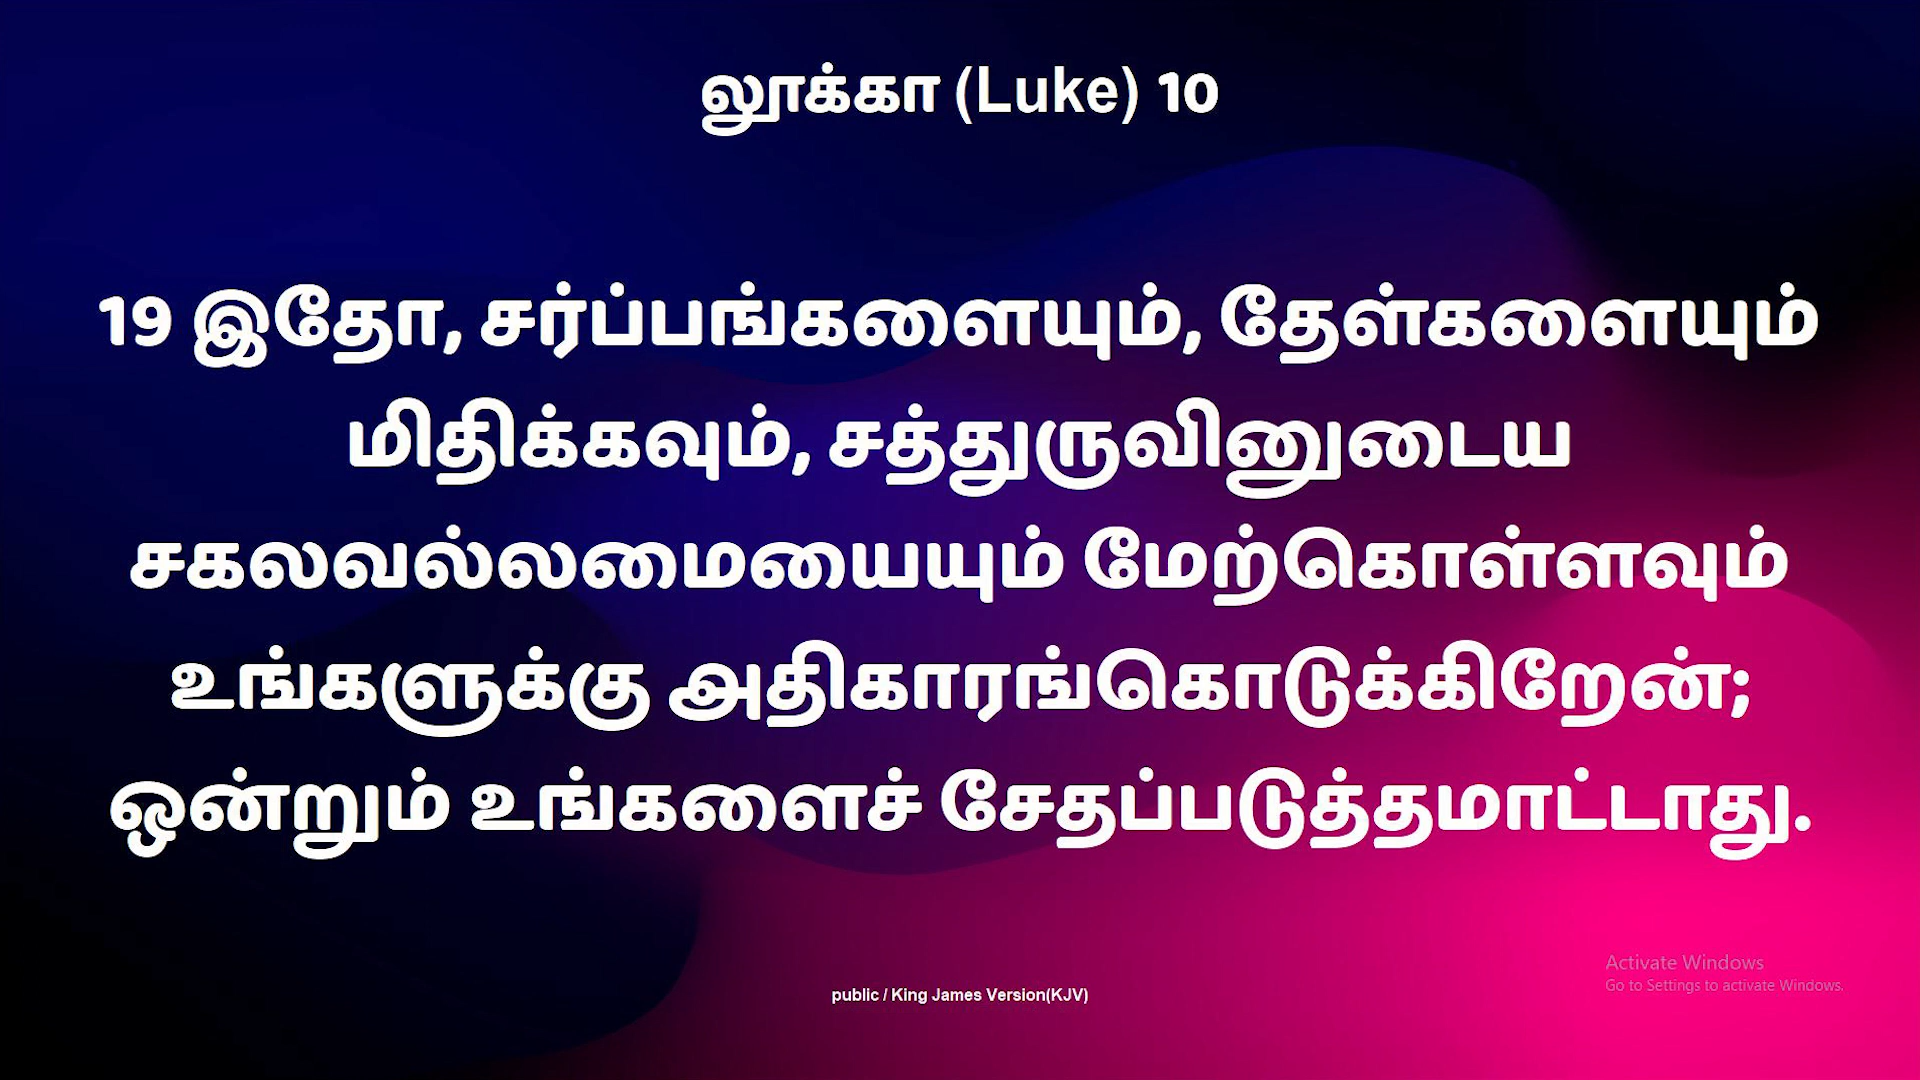 லூக்கா (Luke) 10
19 இதோ, சர்ப்பங்களையும், தேள்களையும்
மிதிக்கவும், சத்துருவினுடைய
சகலவல்லமையையும் மேற்கொள்ளவும்
உங்களுக்கு அதிகாரங்கொடுக்கிறேன்;
ஒன்றும் உங்களைச் சேதப்படுத்தமாட்டாது.
Activate Windows
Go to Settings to activate Windows.
public / King James Version(KJV)